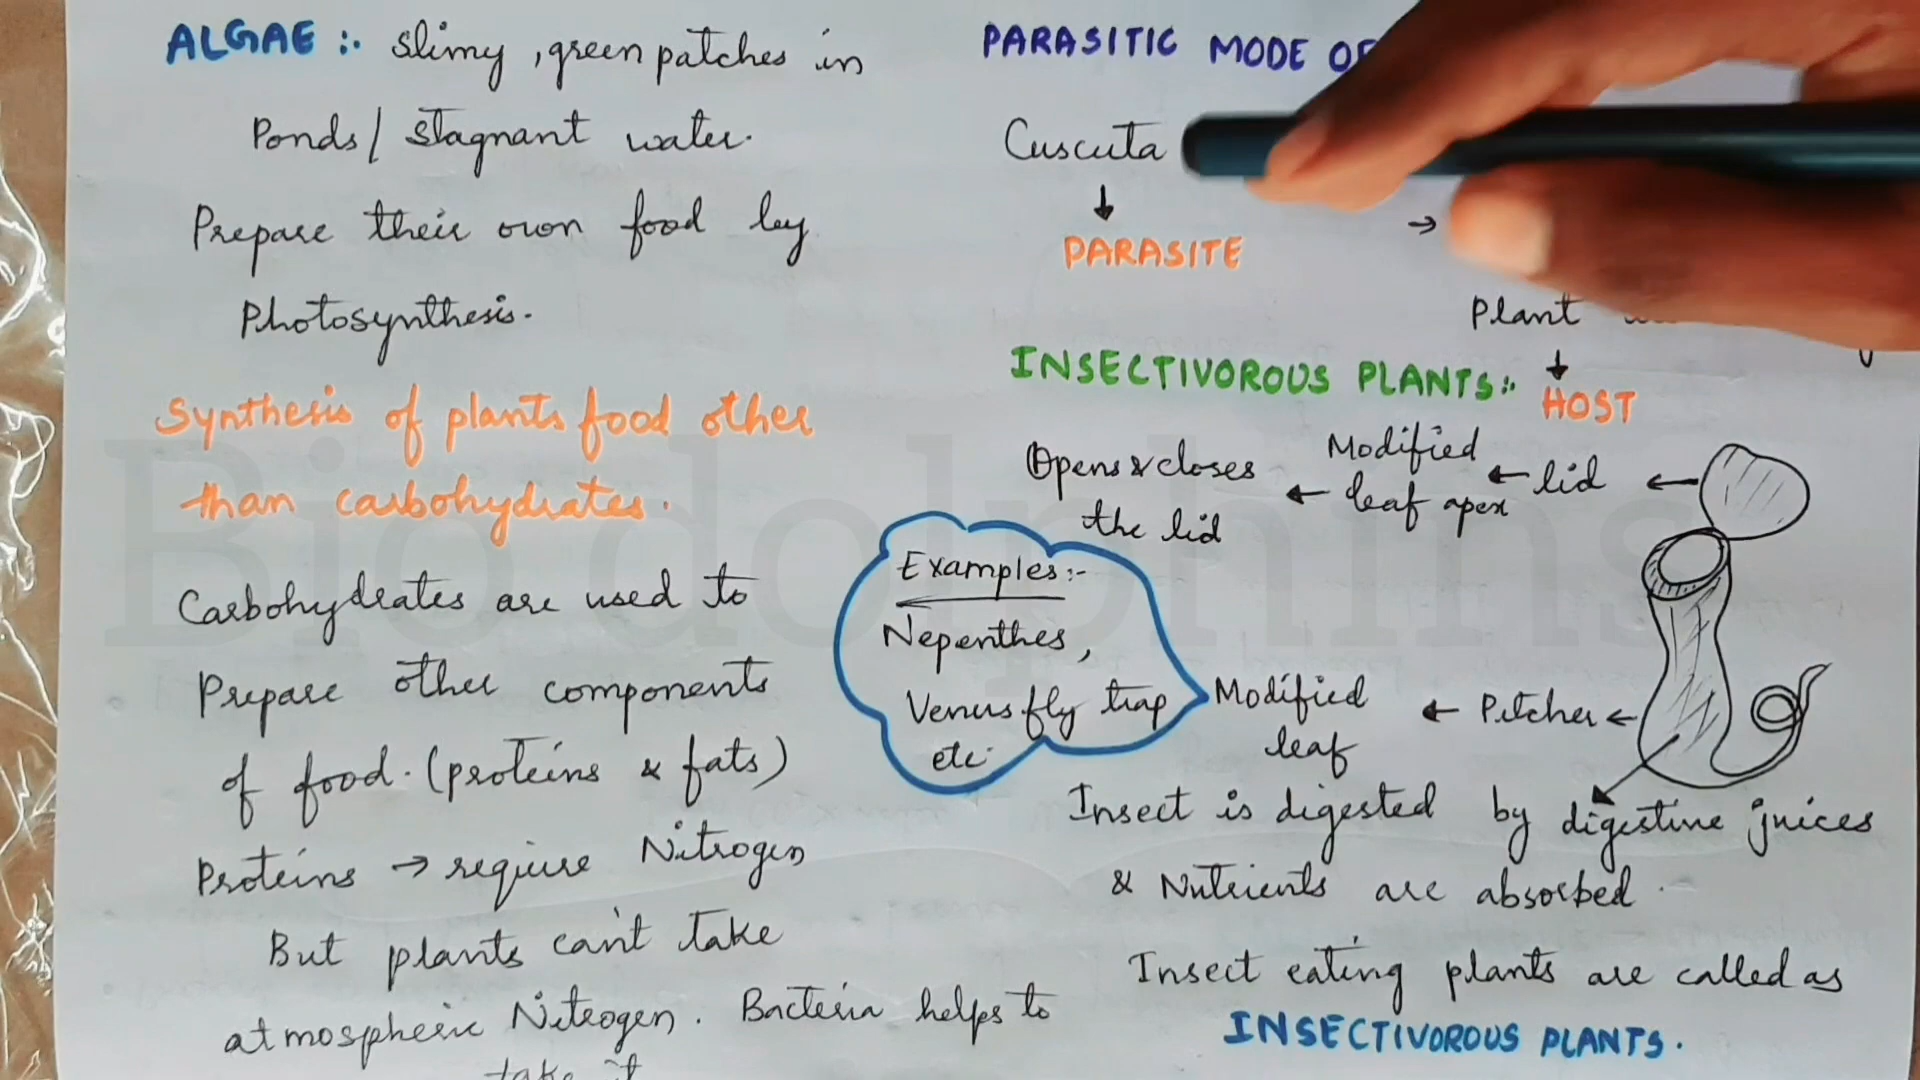 ALGAE :. Slimy, green patches in
Ponds/ Stagnant water.
Prepare their own food by
Photosynthesis.
Synthesis of plants food other
than carbohydrates.
Carbohydrates are used to
Prepare other components
of food. (proteins & fats)
Proteins → require Nitrogen
But plants can't take
atmospheric Nitrogen. Bacteria helps to
take it
PARASITIC MODE OF
Cuscuta
↓
PARASITE
→
Plant
↓
HOST
INSECTIVOROUS PLANTS:.
Opens & closes
the lid
← Modified
leaf apex
← lid ←
Examples:-
Nepenthes,
Venus fly trap
etc.
Modified
leaf
← Pitcher ←
Insect is digested by digestive juices
& Nutrients are absorbed.
Insect eating plants are called as
INSECTIVOROUS PLANTS.
Bio dolphins